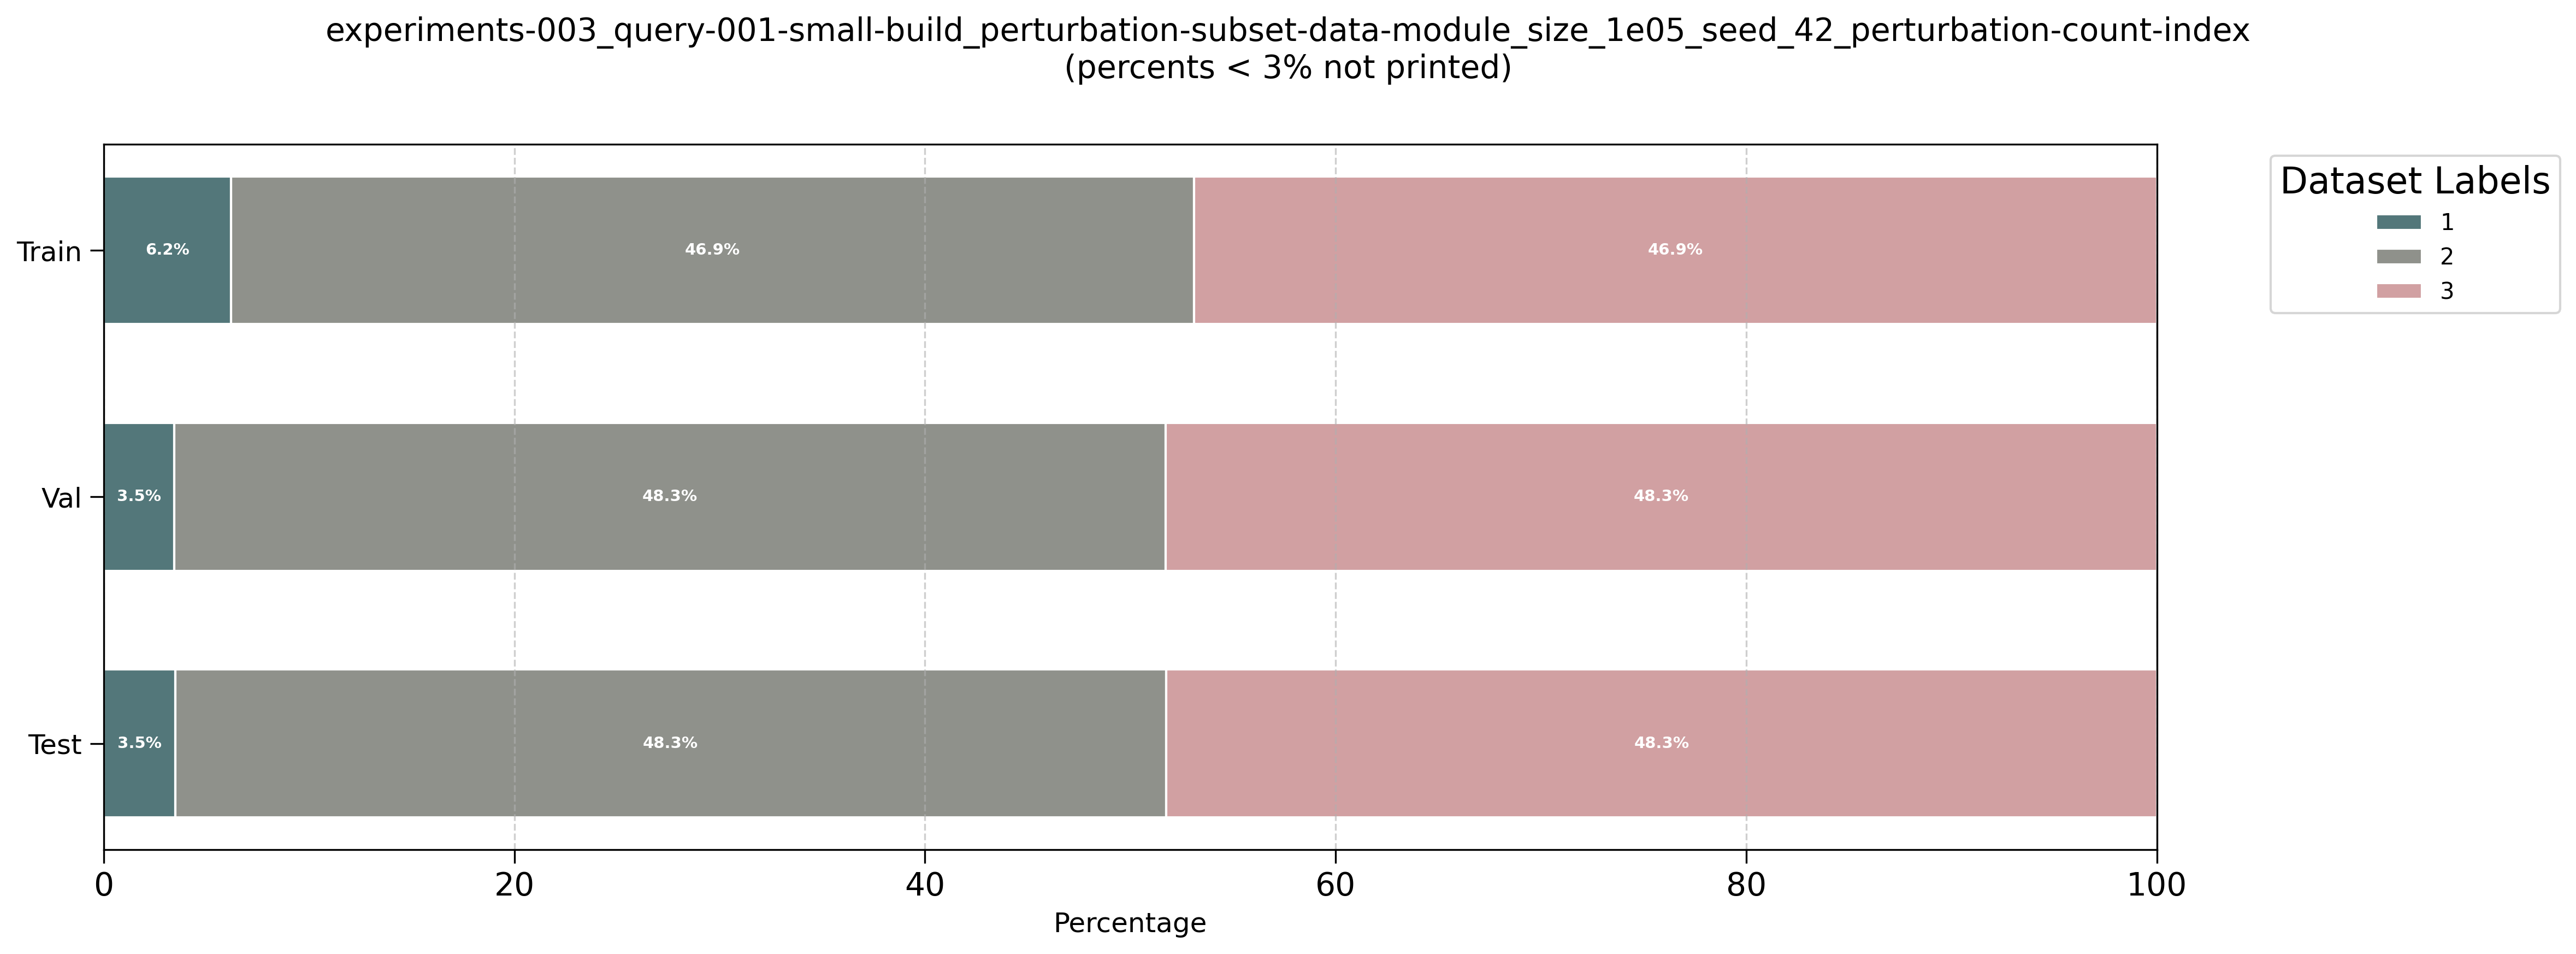 experiments-003_query-001-small-build_perturbation-subset-data-module_size_1e05_seed_42_perturbation-count-index
(percents < 3% not printed)
Dataset Labels
1
2
3
Train
6.2%
46.9%
46.9%
Val
3.5%
48.3%
48.3%
Test
3.5%
48.3%
48.3%
0
20
40
60
80
100
Percentage